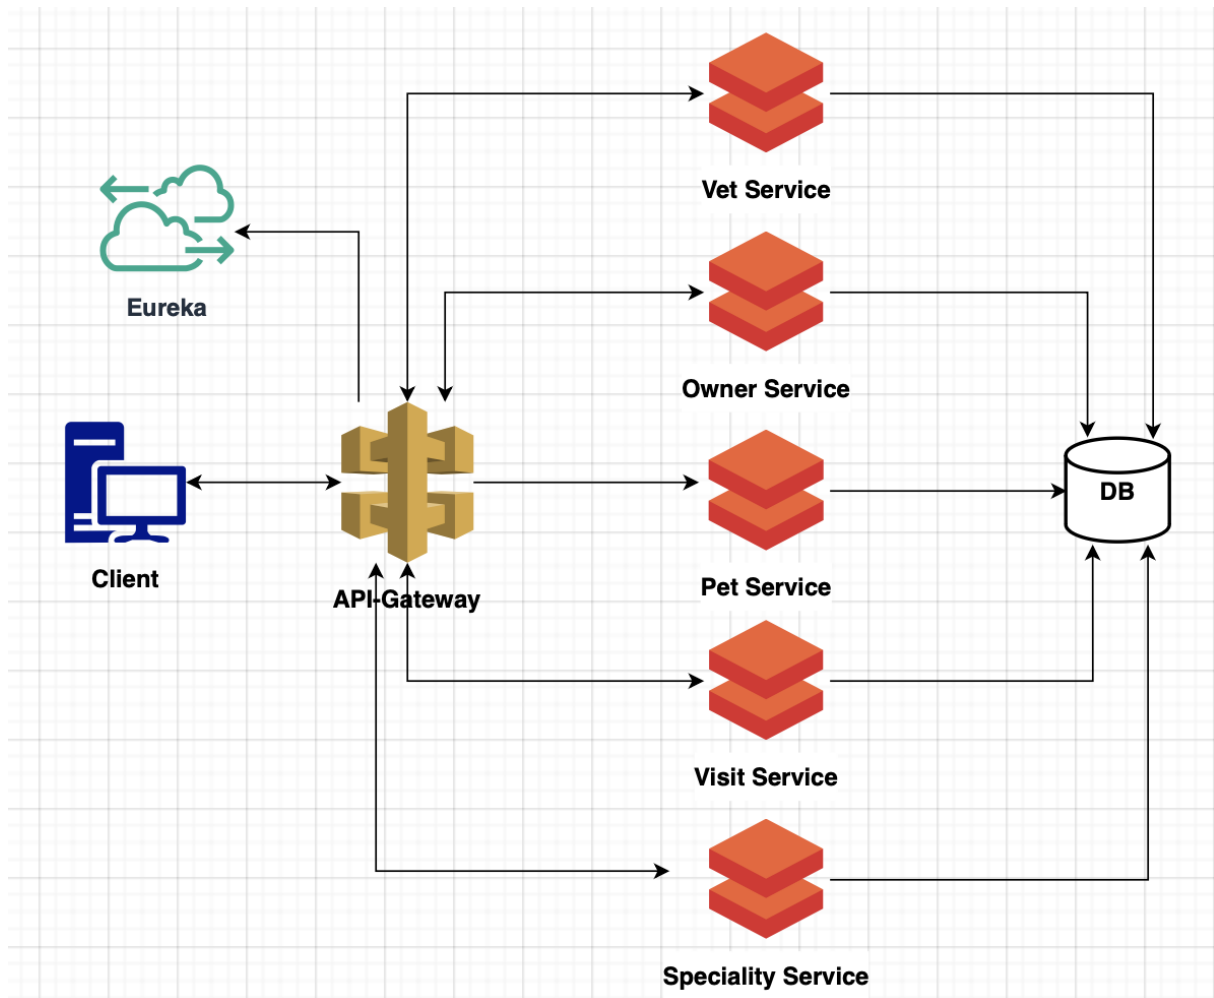 Vet Service
Eureka
Owner Service
DB
Client
API-Gateway
Pet Service
Visit Service
Speciality Service